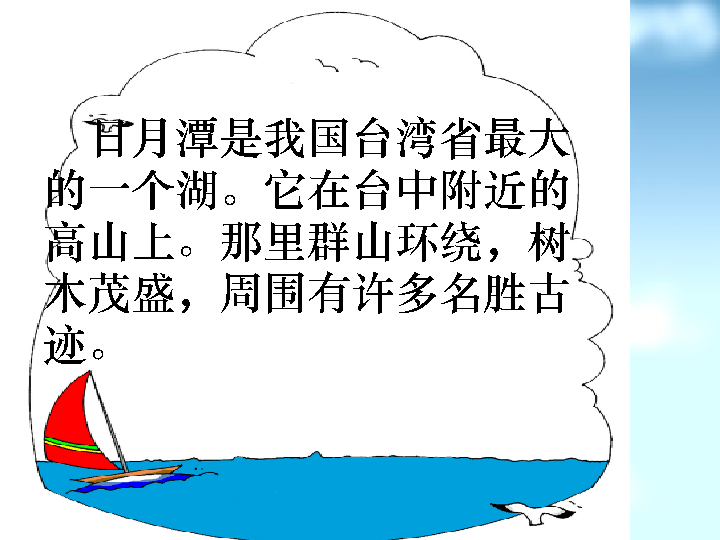 日月潭是我国台湾省最大
的一个湖。它在台中附近的
高山上。那里群山环绕，树
木茂盛，周围有许多名胜古
迹。